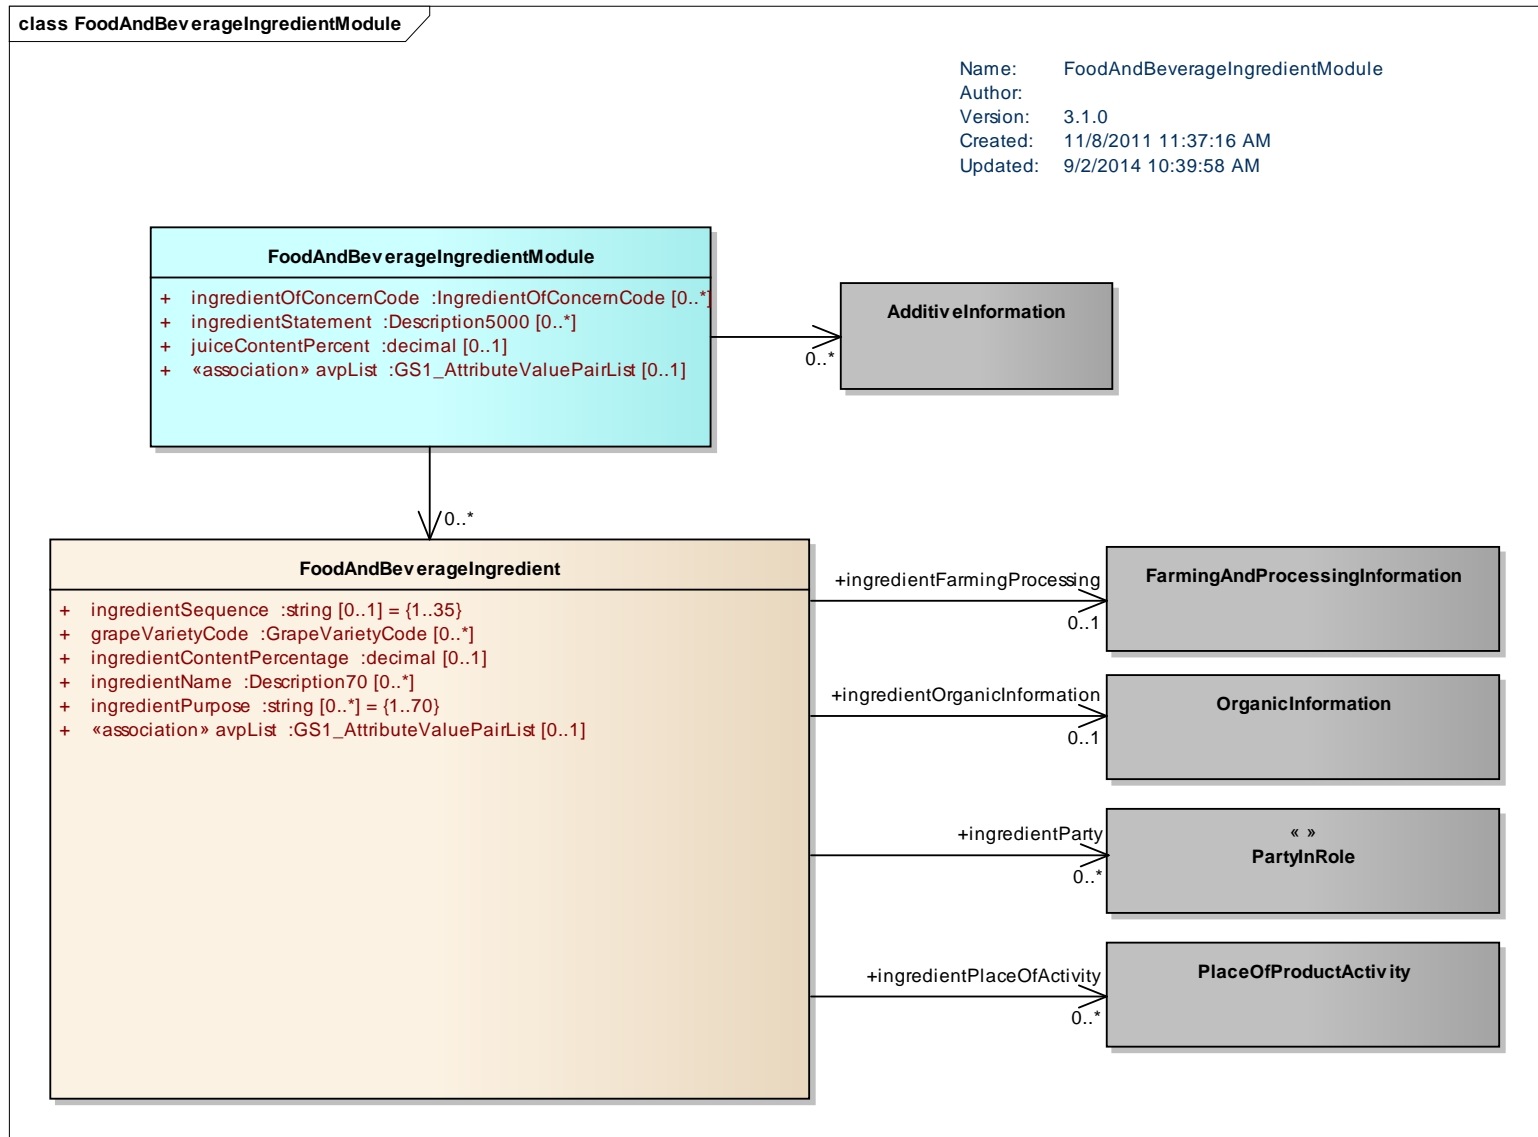 class FoodAndBeverageIngredientModule
Name: FoodAndBeverageIngredientModule
Author:
Version: 3.1.0
Created: 11/8/2011 11:37:16 AM
Updated: 9/2/2014 10:39:58 AM
FoodAndBeverageIngredientModule
+ ingredientOfConcernCode :IngredientOfConcernCode [0..*]
+ ingredientStatement :Description5000 [0..*]
+ juiceContentPercent :decimal [0..1]
+ «association» avpList :GS1_AttributeValuePairList [0..1]
AdditiveInformation
0..*
0..*
FoodAndBeverageIngredient
+ ingredientSequence :string [0..1] = {1..35}
+ grapeVarietyCode :GrapeVarietyCode [0..*]
+ ingredientContentPercentage :decimal [0..1]
+ ingredientName :Description70 [0..*]
+ ingredientPurpose :string [0..*] = {1..70}
+ «association» avpList :GS1_AttributeValuePairList [0..1]
+ingredientFarmingProcessing
0..1
FarmingAndProcessingInformation
+ingredientOrganicInformation
0..1
OrganicInformation
+ingredientParty
0..*
« »
PartyInRole
+ingredientPlaceOfActivity
0..*
PlaceOfProductActivity